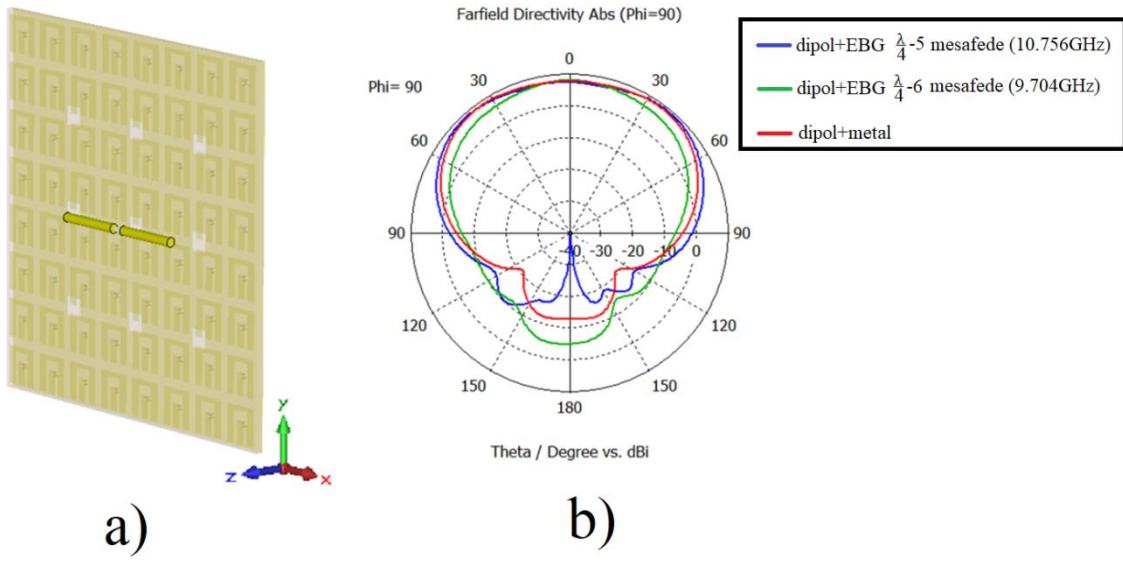 Farfield Directivity Abs (Phi=90)
dipol+EBG λ/4-5 mesafede (10.756GHz)
dipol+EBG λ/4-6 mesafede (9.704GHz)
dipol+metal
0
Phi= 90 30 30
60 60
90 -40 -30 -20 -10 0 90
120 120
150 150
180
Theta / Degree vs. dBi
y
z x
a) b)